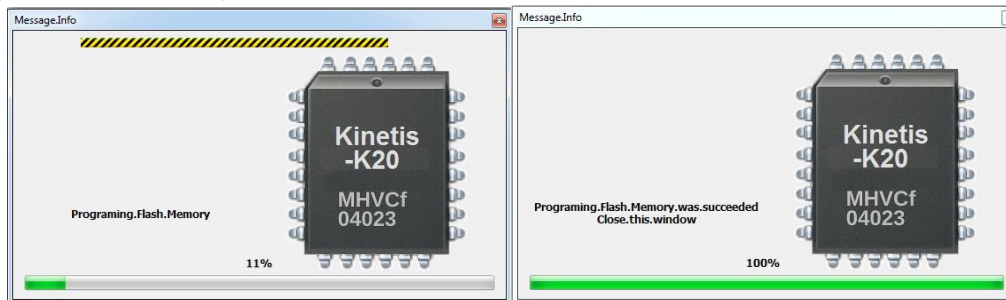 Message.Info
Kinetis
-K20
MHVCf
04023
Programing.Flash.Memory
11%
Message.Info
Kinetis
-K20
MHVCf
04023
Programing.Flash.Memory.was.succeeded
Close.this.window
100%